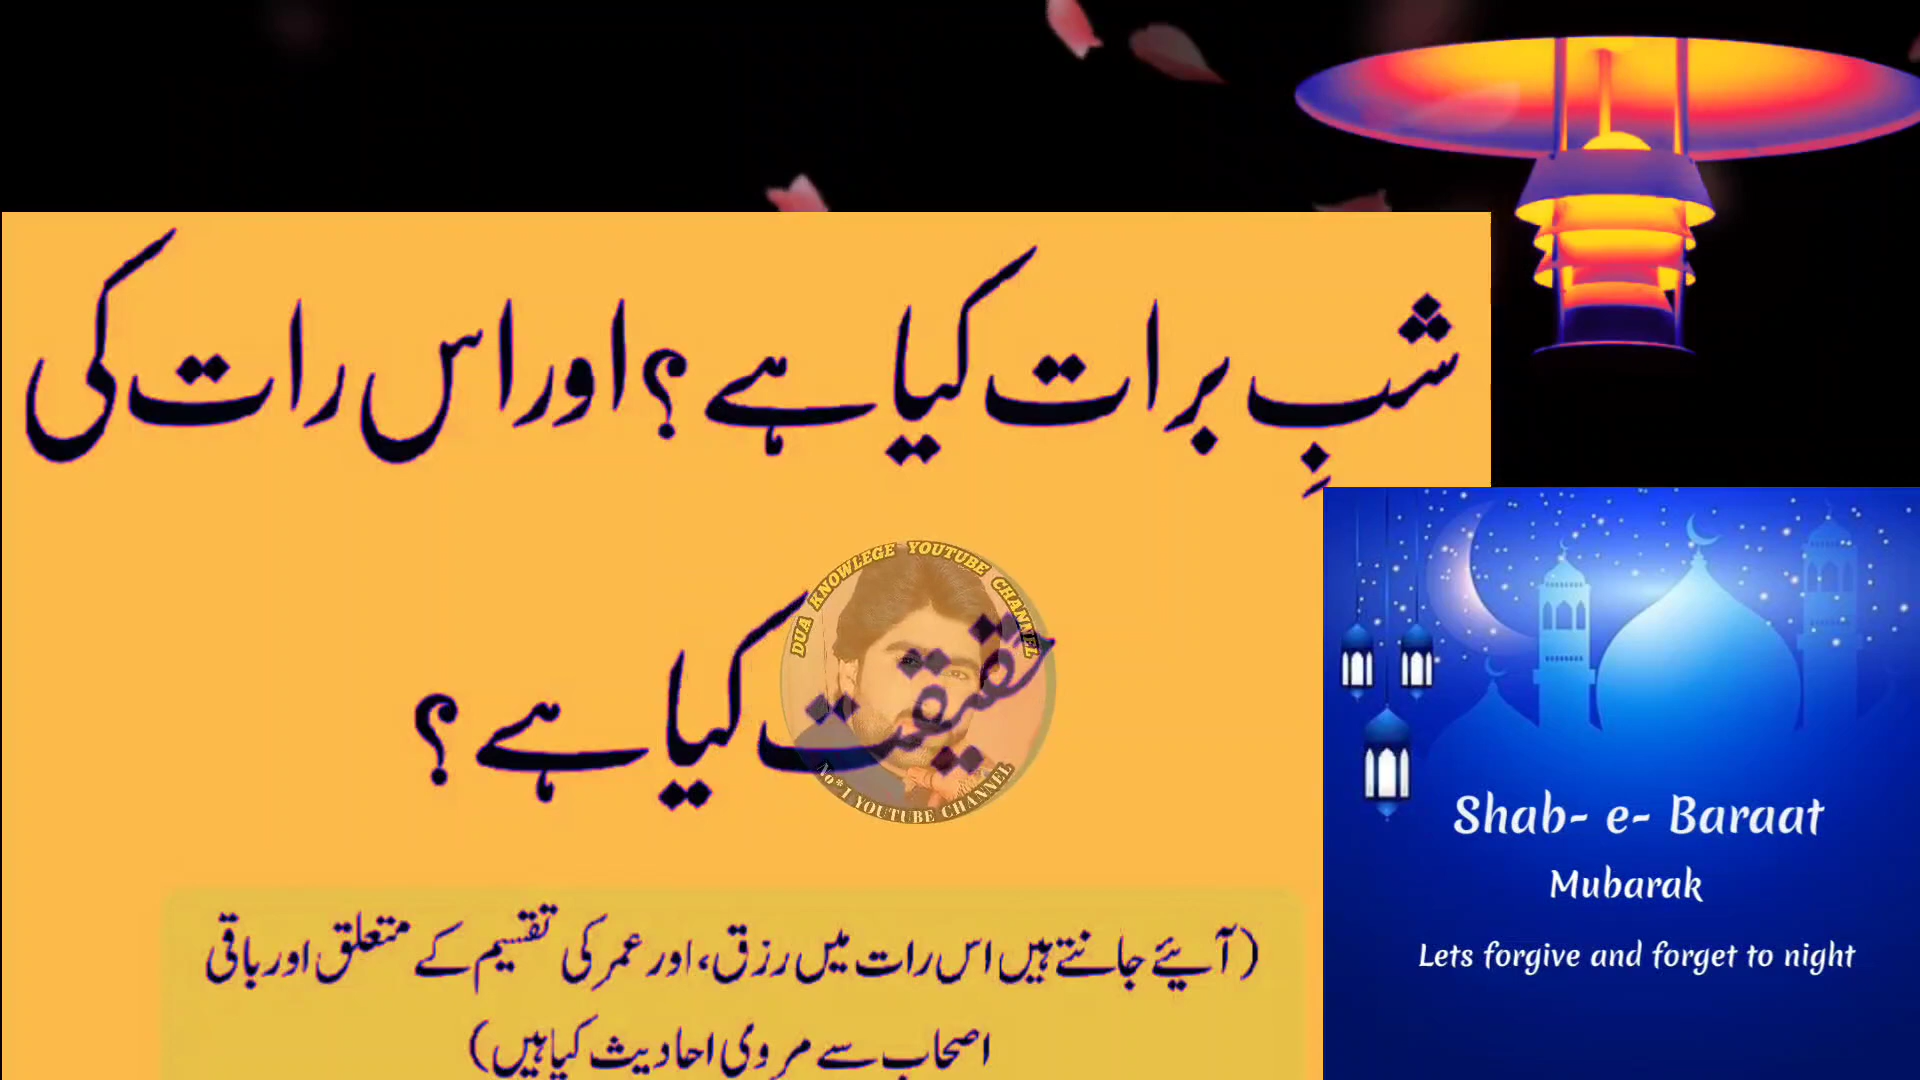 شبِ برات کیا ہے؟ اور اس رات کی
حقیقت کیا ہے؟
DUA KNOWLEGE YOUTUBE CHANNEL
No*1 YOUTUBE CHANNEL
(آیئے جانتے ہیں اس رات میں رزق، اور عمر کی تقسیم کے متعلق اور باقی
اصحاب سے مروی احادیث کیا ہیں)
Shab- e- Baraat
Mubarak
Lets forgive and forget to night